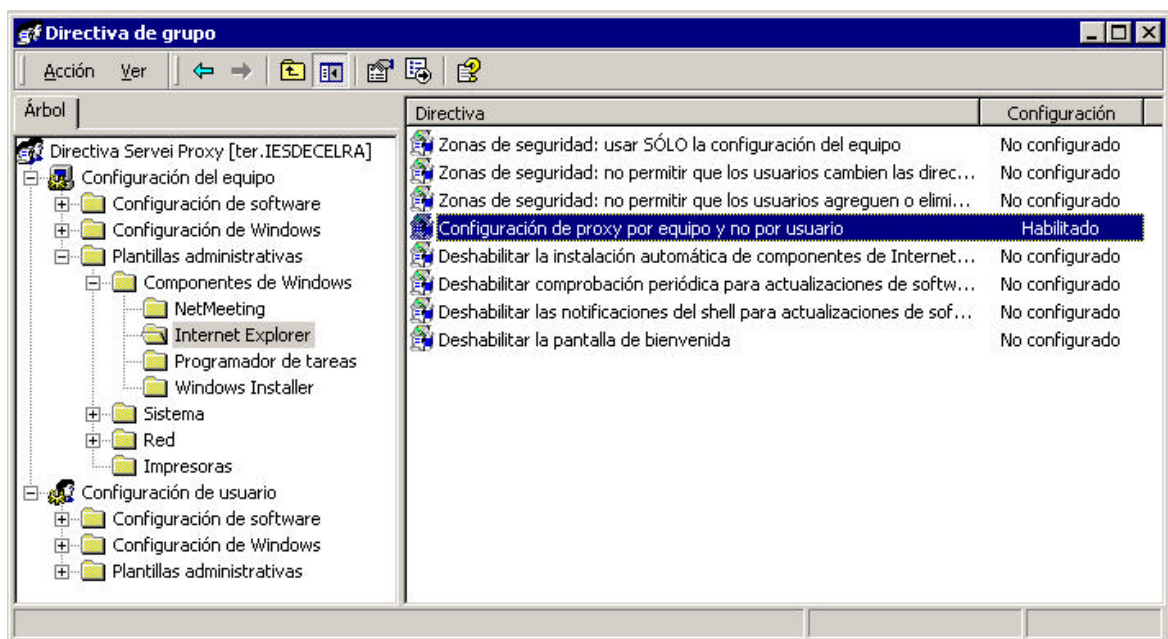 Directiva de grupo
Acción Ver
Árbol
Directiva Servei Proxy [ter.IESDECELRA]
Configuración del equipo
Configuración de software
Configuración de Windows
Plantillas administrativas
Componentes de Windows
NetMeeting
Internet Explorer
Programador de tareas
Windows Installer
Sistema
Red
Impresoras
Configuración de usuario
Configuración de software
Configuración de Windows
Plantillas administrativas
Directiva Configuración
Zonas de seguridad: usar SÓLO la configuración del equipo No configurado
Zonas de seguridad: no permitir que los usuarios cambien las direc... No configurado
Zonas de seguridad: no permitir que los usuarios agreguen o elimi... No configurado
Configuración de proxy por equipo y no por usuario Habilitado
Deshabilitar la instalación automática de componentes de Internet... No configurado
Deshabilitar comprobación periódica para actualizaciones de softw... No configurado
Deshabilitar las notificaciones del shell para actualizaciones de sof... No configurado
Deshabilitar la pantalla de bienvenida No configurado